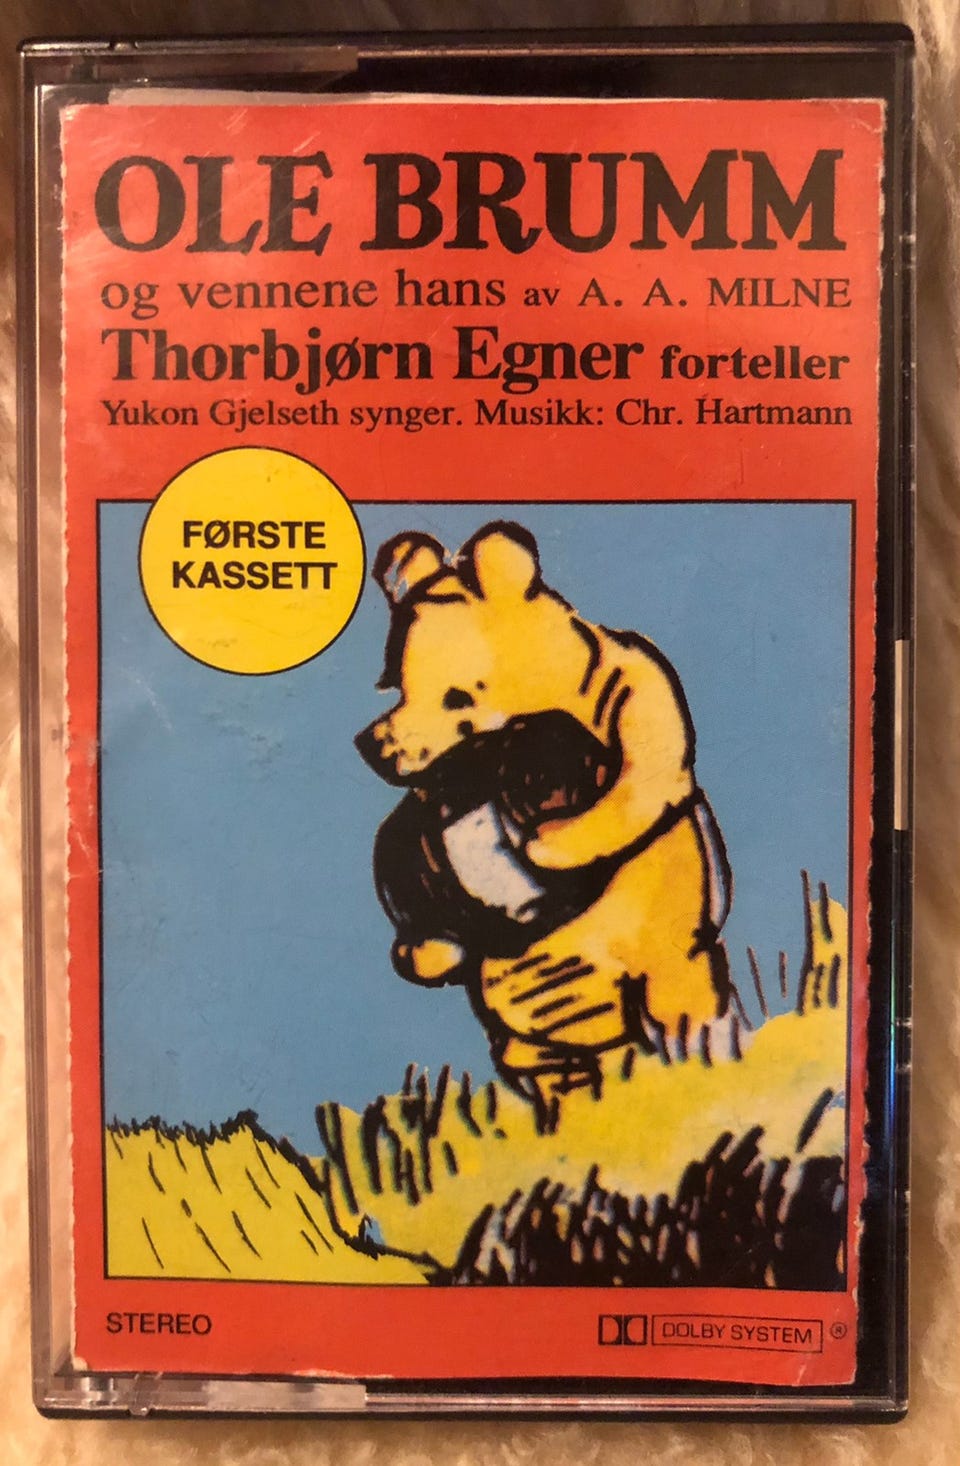 OLE BRUMM
og vennene hans av A. A. MILNE
Thorbjørn Egner forteller
Yukon Gjelseth synger. Musikk: Chr. Hartmann
FØRSTE
KASSETT
STEREO
DOLBY SYSTEM ®